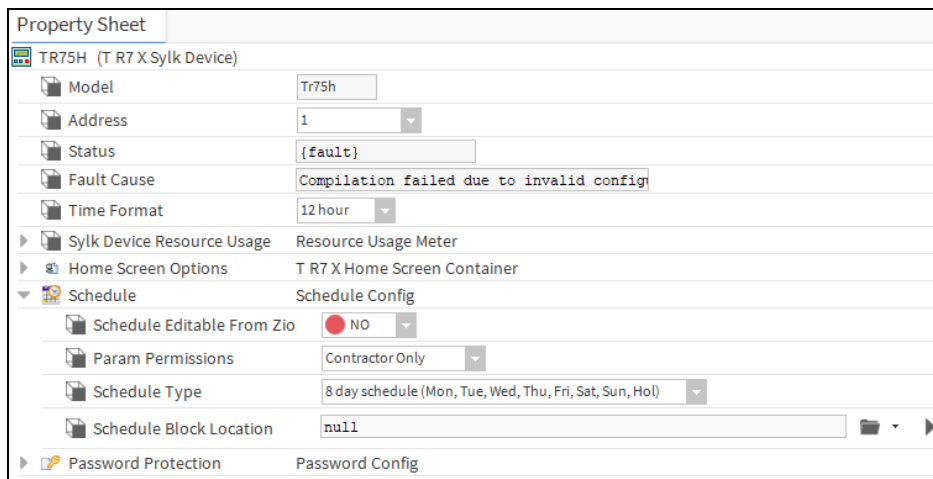 Property Sheet
TR75H (T R7 X Sylk Device)
Model Tr75h
Address 1
Status {fault}
Fault Cause Compilation failed due to invalid config
Time Format 12 hour
Sylk Device Resource Usage Resource Usage Meter
Home Screen Options T R7 X Home Screen Container
Schedule Schedule Config
Schedule Editable From Zio NO
Param Permissions Contractor Only
Schedule Type 8 day schedule (Mon, Tue, Wed, Thu, Fri, Sat, Sun, Hol)
Schedule Block Location null
Password Protection Password Config